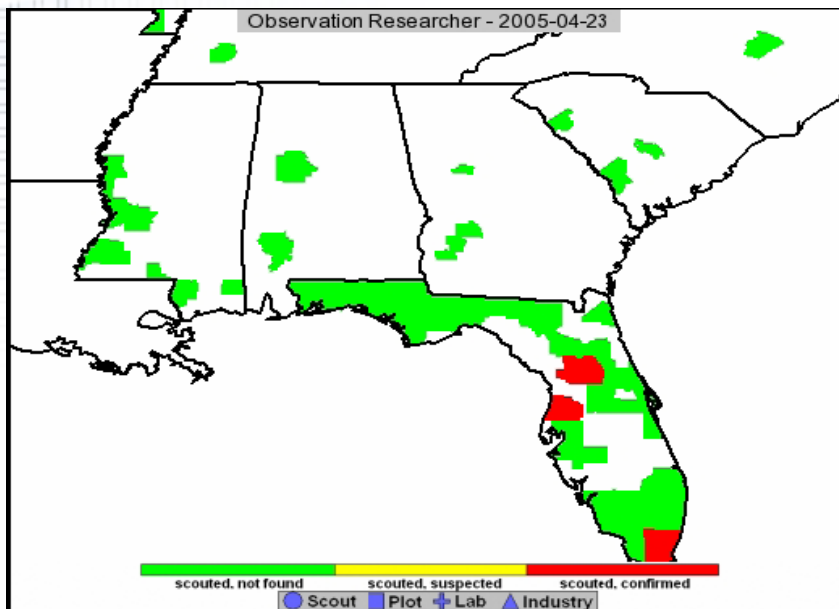 Observation Researcher - 2005-04-23
scouted, not found scouted, suspected scouted, confirmed
Scout Plot Lab Industry